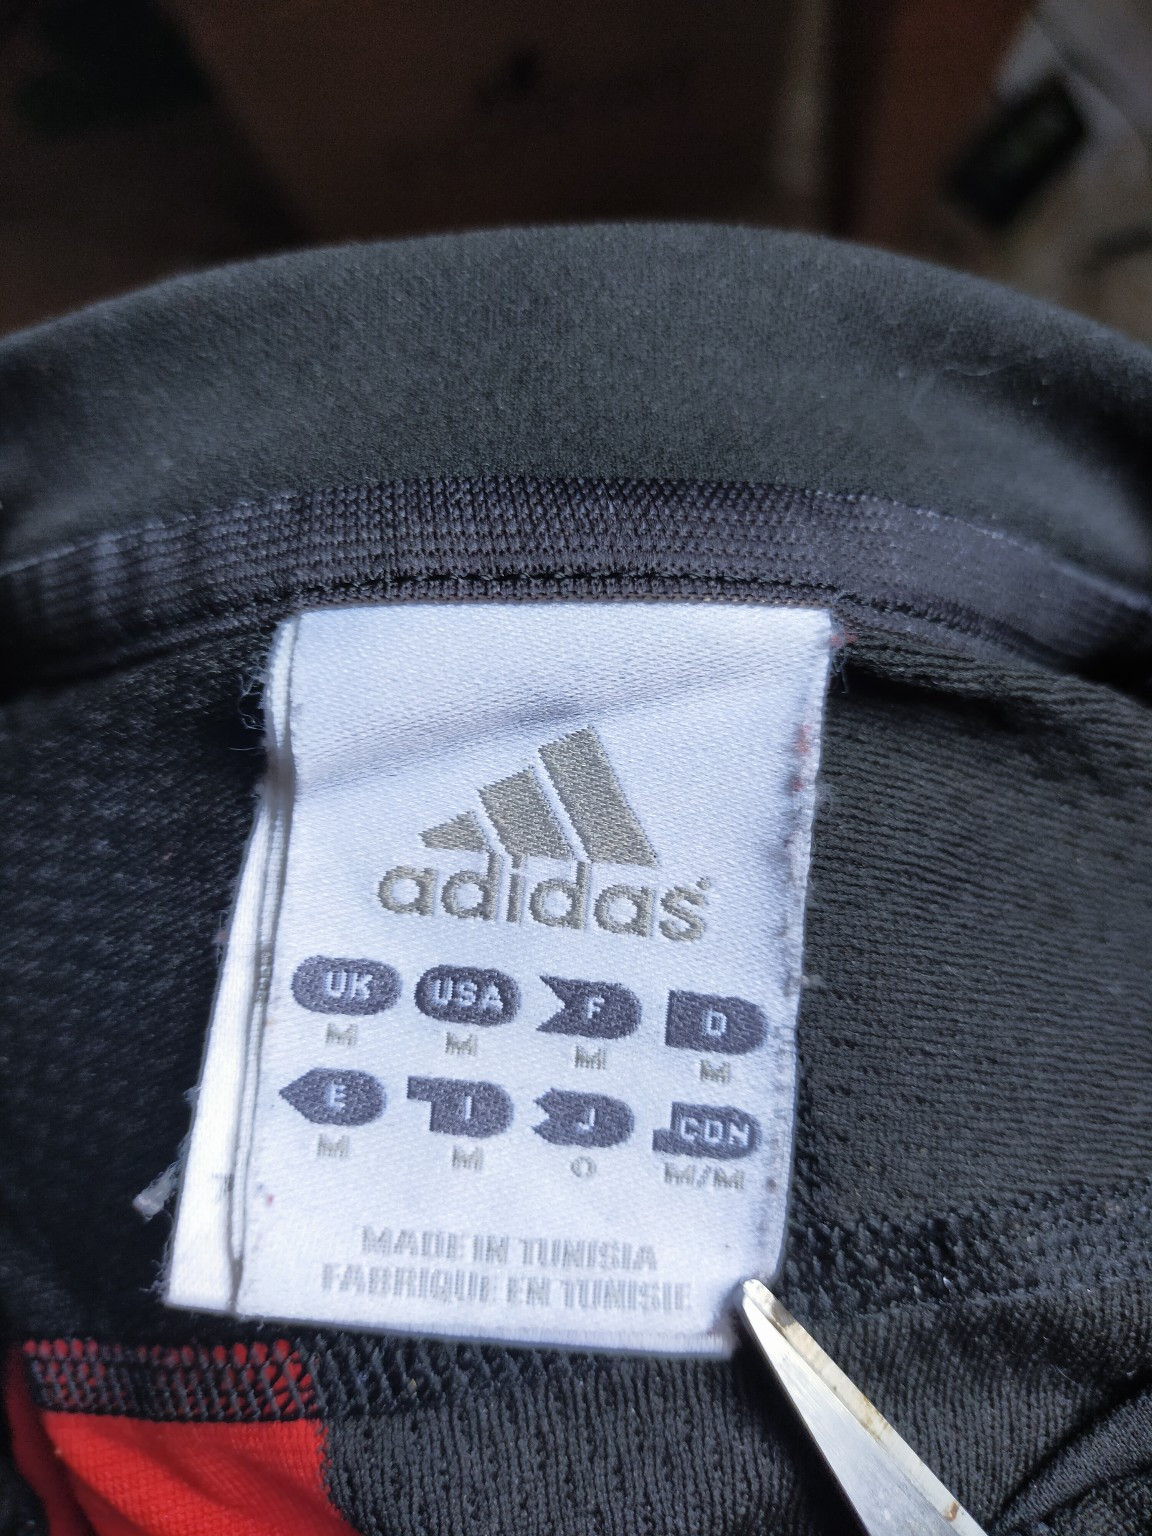 adidas
UK USA F D
M M M M
E I J CDN
M M O M/M
MADE IN TUNISIA
FABRIQUE EN TUNISIE